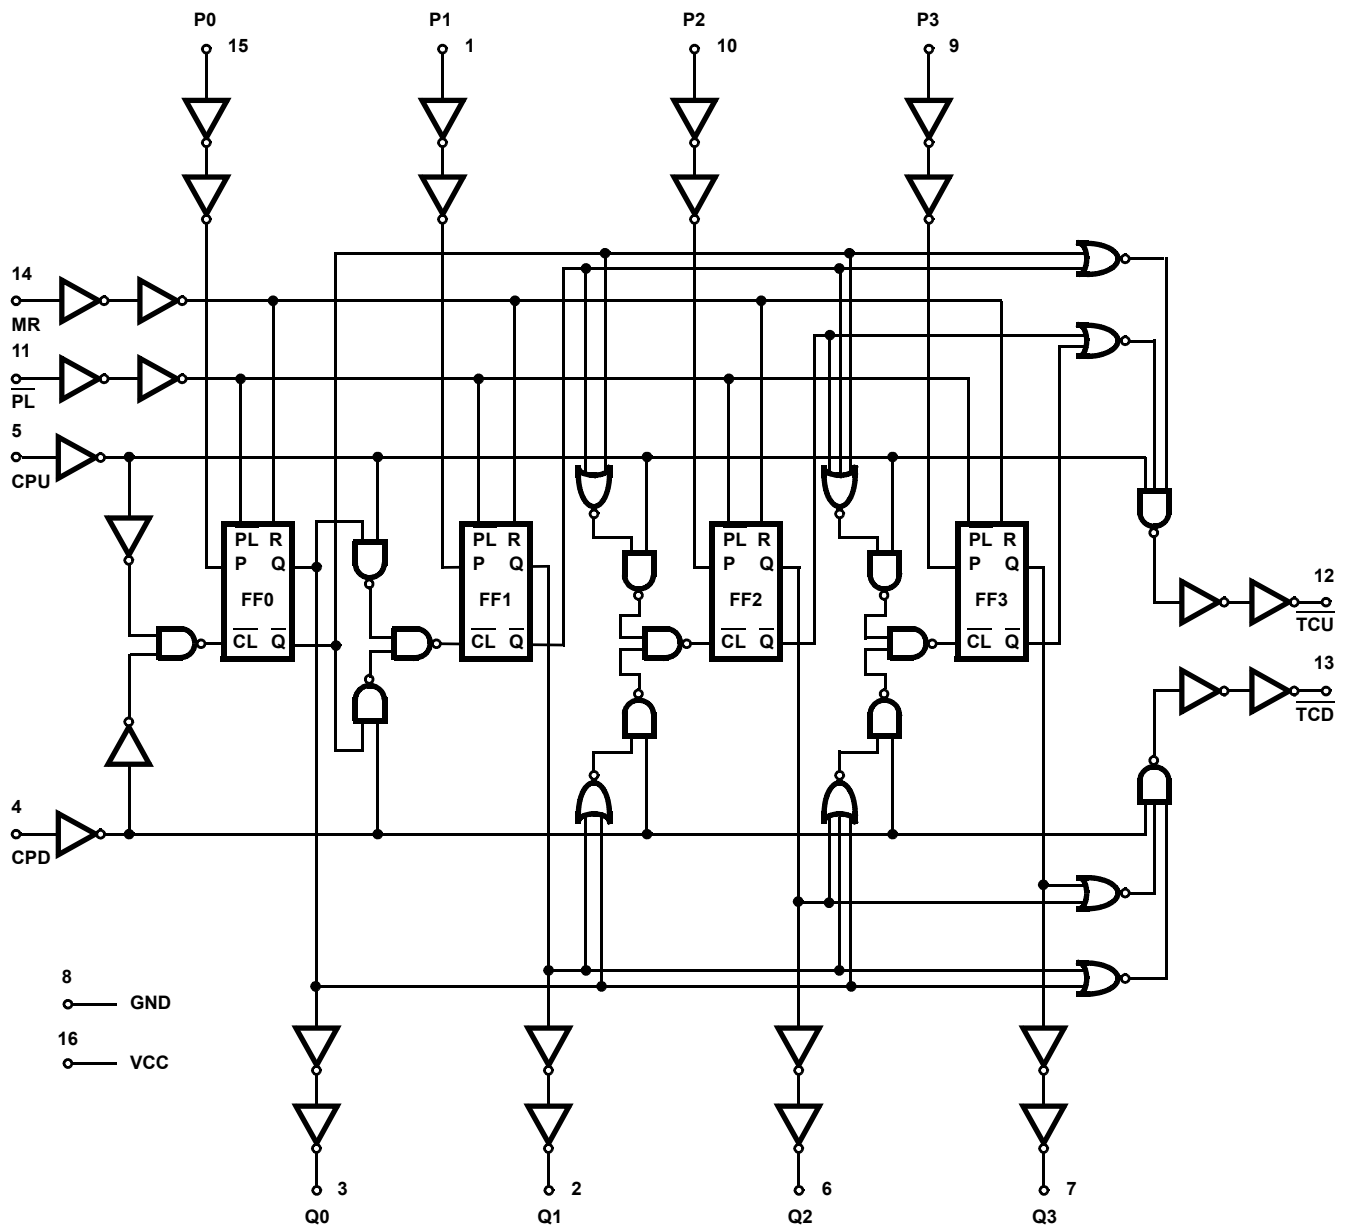 P0 P1 P2 P3
15 1 10 9
14
MR
11
PL
5
CPU
PL R PL R PL R PL R
P Q P Q P Q P Q
FF0 FF1 FF2 FF3
CL Q CL Q CL Q CL Q
12
TCU
13
TCD
4
CPD
8
GND
16
VCC
3 2 6 7
Q0 Q1 Q2 Q3